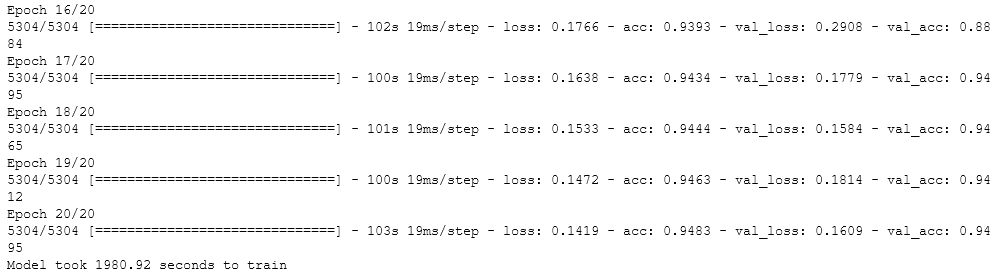 Epoch 16/20
5304/5304 [==============================] - 102s 19ms/step - loss: 0.1766 - acc: 0.9393 - val_loss: 0.2908 - val_acc: 0.88
84
Epoch 17/20
5304/5304 [==============================] - 100s 19ms/step - loss: 0.1638 - acc: 0.9434 - val_loss: 0.1779 - val_acc: 0.94
95
Epoch 18/20
5304/5304 [==============================] - 101s 19ms/step - loss: 0.1533 - acc: 0.9444 - val_loss: 0.1584 - val_acc: 0.94
65
Epoch 19/20
5304/5304 [==============================] - 100s 19ms/step - loss: 0.1472 - acc: 0.9463 - val_loss: 0.1814 - val_acc: 0.94
12
Epoch 20/20
5304/5304 [==============================] - 103s 19ms/step - loss: 0.1419 - acc: 0.9483 - val_loss: 0.1609 - val_acc: 0.94
95
Model took 1980.92 seconds to train